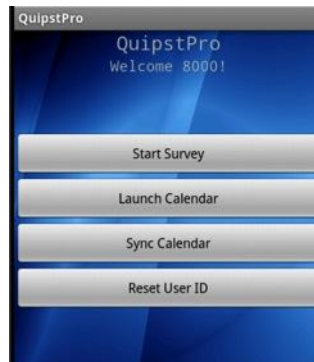 QuipstPro
QuipstPro
Welcome 8000!
Start Survey
Launch Calendar
Sync Calendar
Reset User ID